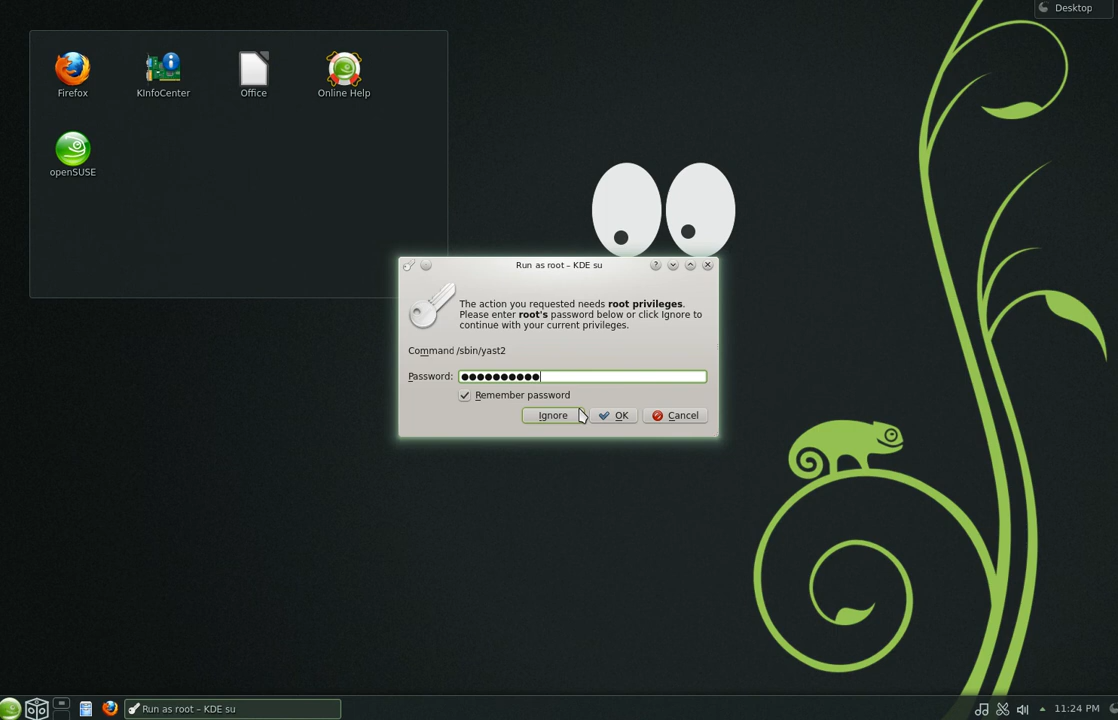 Desktop
Firefox
KInfoCenter
Office
Online Help
openSUSE
Run as root – KDE su
The action you requested needs root privileges.
Please enter root's password below or click Ignore to
continue with your current privileges.
Command /sbin/yast2
Password: ●●●●●●●●●●
Remember password
Ignore
OK
Cancel
Run as root – KDE su
11:24 PM